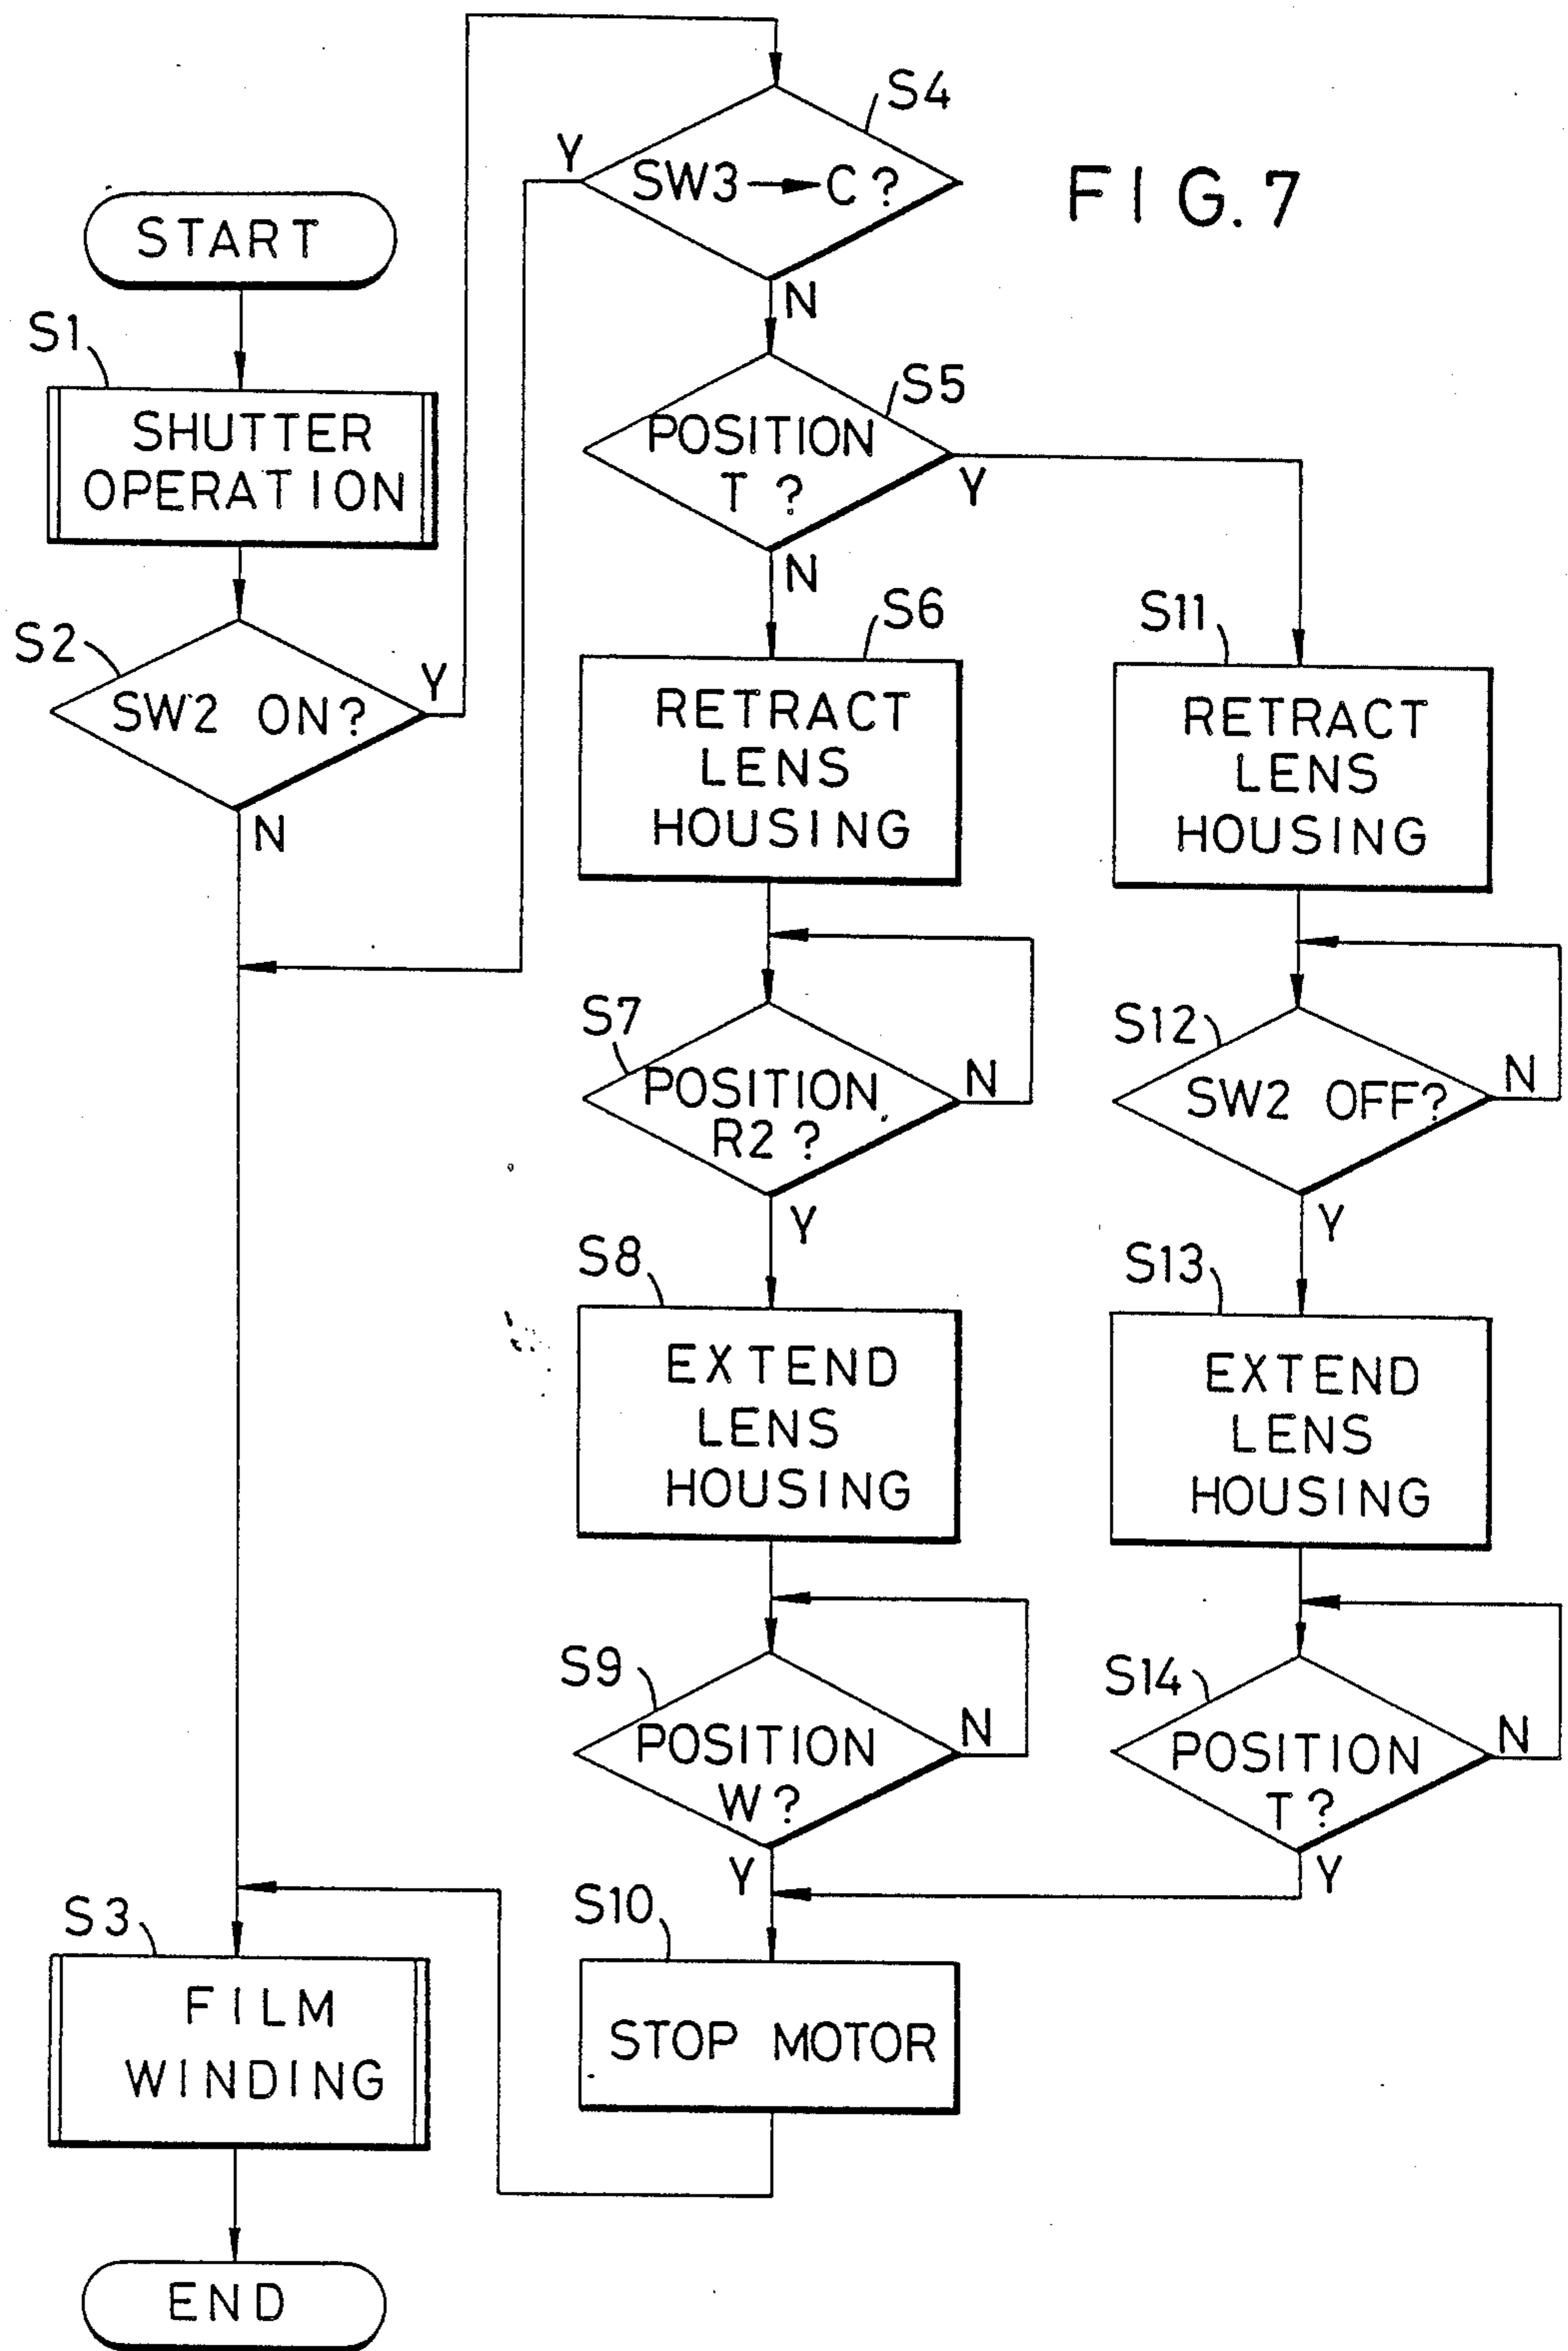 FIG. 7
START
S1
SHUTTER
OPERATION
S2
SW2 ON?
Y
N
S3
FILM
WINDING
END
S4
SW3→C?
Y
N
S5
POSITION
T?
Y
N
S6
RETRACT
LENS
HOUSING
S7
POSITION
R2?
N
Y
S8
EXTEND
LENS
HOUSING
S9
POSITION
W?
N
Y
S10
STOP MOTOR
S11
RETRACT
LENS
HOUSING
S12
SW2 OFF?
N
Y
S13
EXTEND
LENS
HOUSING
S14
POSITION
T?
N
Y